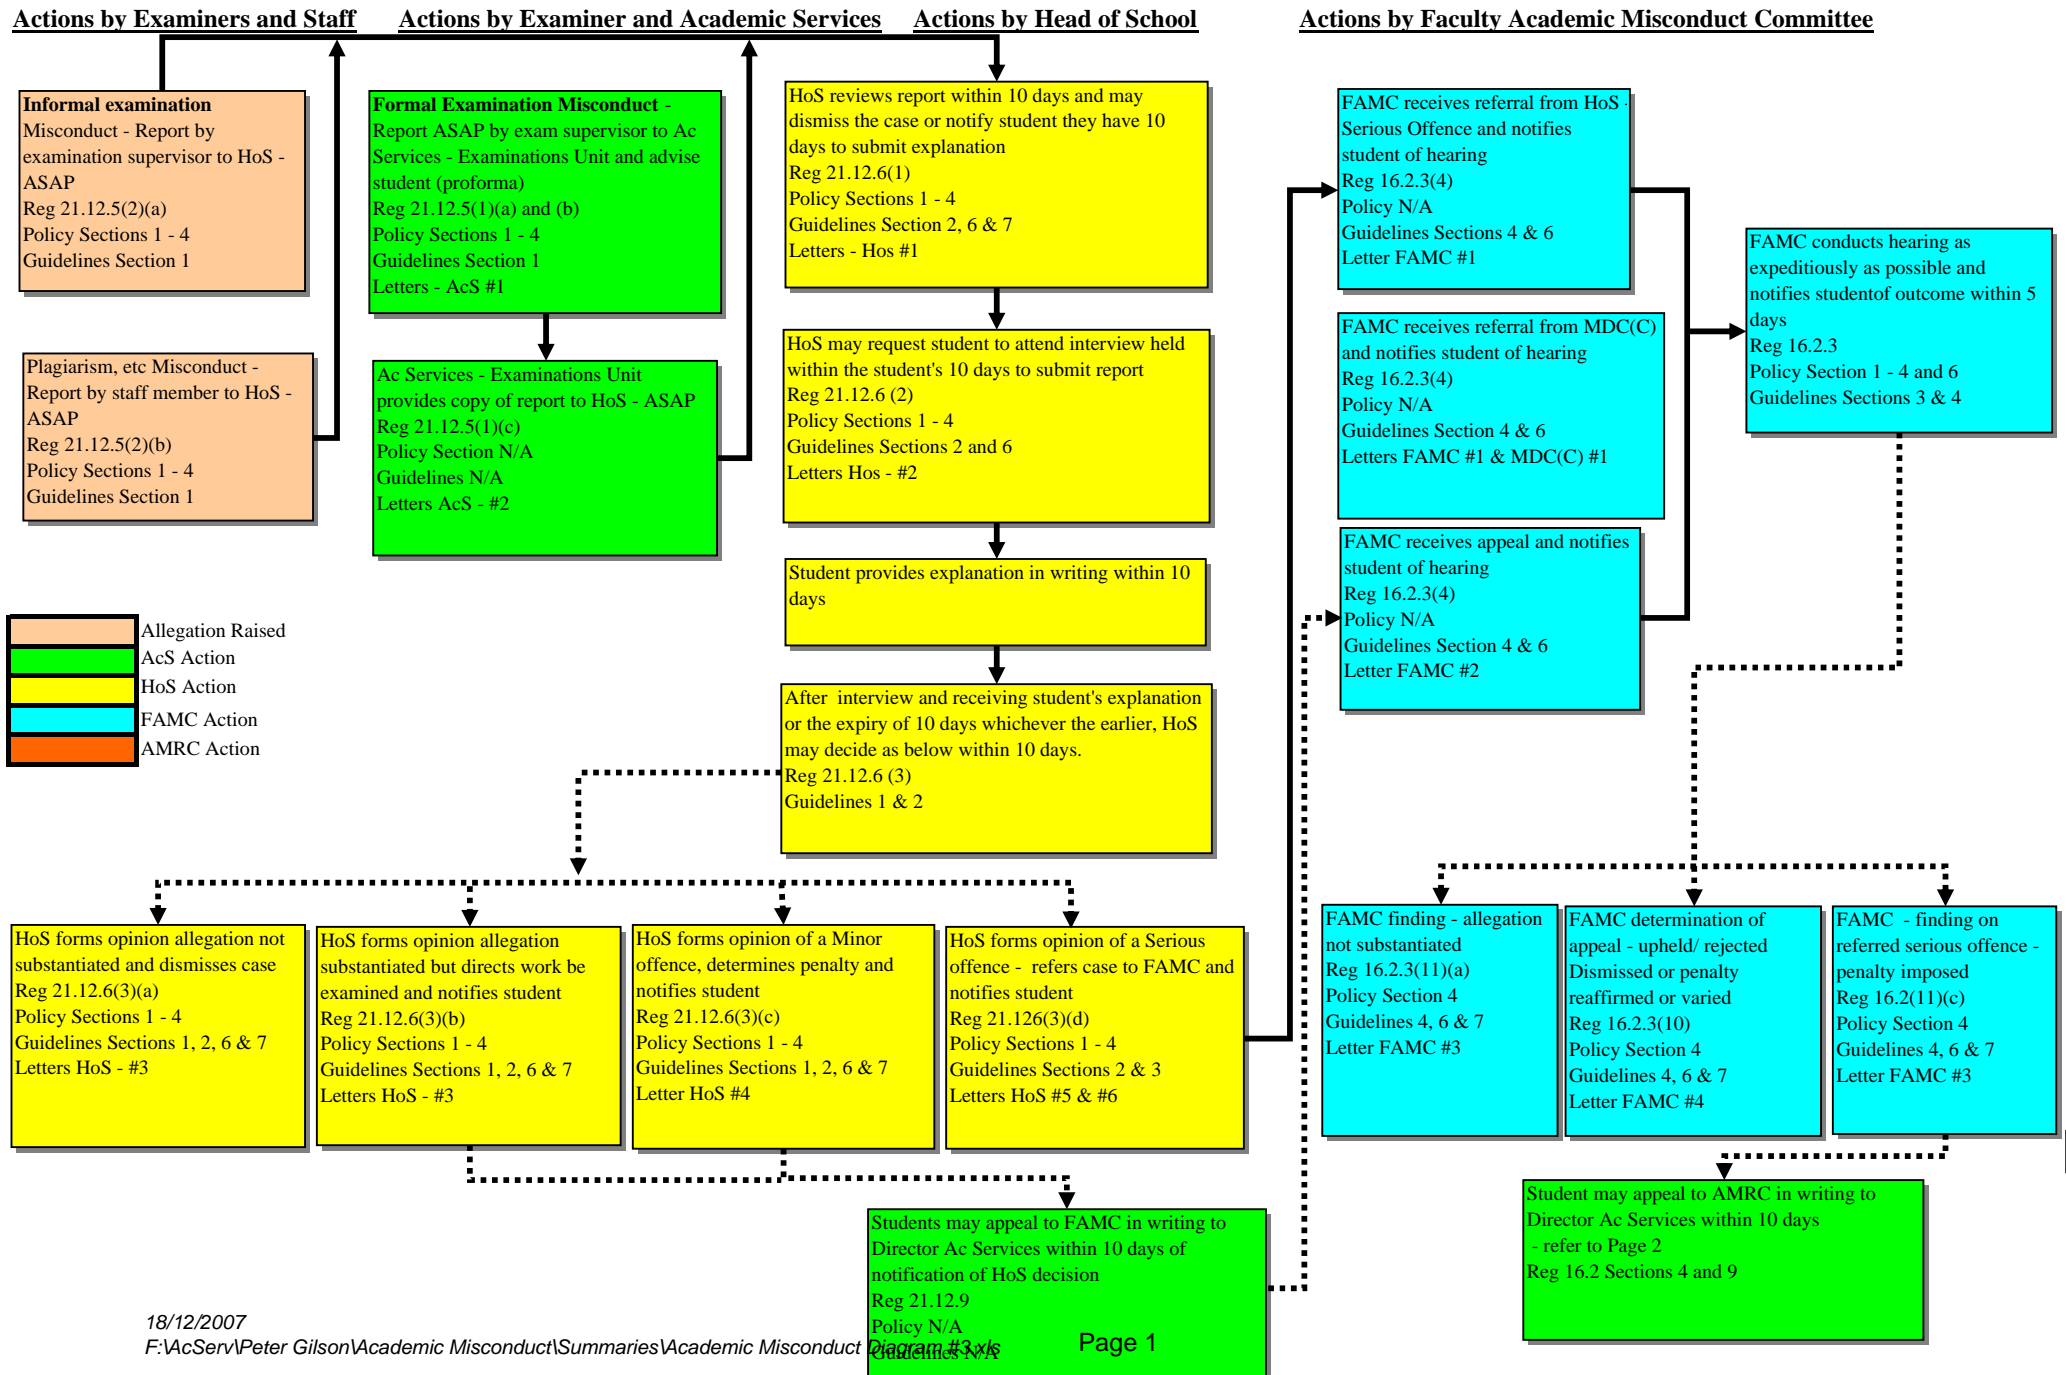 Actions by Examiners and Staff
Actions by Examiner and Academic Services
Actions by Head of School
Actions by Faculty Academic Misconduct Committee
Informal examination
Misconduct - Report by
examination supervisor to HoS -
ASAP
Reg 21.12.5(2)(a)
Policy Sections 1 - 4
Guidelines Section 1
Plagiarism, etc Misconduct -
Report by staff member to HoS -
ASAP
Reg 21.12.5(2)(b)
Policy Sections 1 - 4
Guidelines Section 1
Formal Examination Misconduct -
Report ASAP by exam supervisor to Ac
Services - Examinations Unit and advise
student (proforma)
Reg 21.12.5(1)(a) and (b)
Policy Sections 1 - 4
Guidelines Section 1
Letters - AcS #1
Ac Services - Examinations Unit
provides copy of report to HoS - ASAP
Reg 21.12.5(1)(c)
Policy Section N/A
Guidelines N/A
Letters AcS - #2
HoS reviews report within 10 days and may
dismiss the case or notify student they have 10
days to submit explanation
Reg 21.12.6(1)
Policy Sections 1 - 4
Guidelines Section 2, 6 & 7
Letters - Hos #1
HoS may request student to attend interview held
within the student's 10 days to submit report
Reg 21.12.6 (2)
Policy Sections 1 - 4
Guidelines Sections 2 and 6
Letters Hos - #2
Student provides explanation in writing within 10
days
After  interview and receiving student's explanation
or the expiry of 10 days whichever the earlier, HoS
may decide as below within 10 days.
Reg 21.12.6 (3)
Guidelines 1 & 2
FAMC receives referral from HoS -
Serious Offence and notifies
student of hearing
Reg 16.2.3(4)
Policy N/A
Guidelines Sections 4 & 6
Letter FAMC #1
FAMC receives referral from MDC(C)
and notifies student of hearing
Reg 16.2.3(4)
Policy N/A
Guidelines Section 4 & 6
Letters FAMC #1 & MDC(C) #1
FAMC receives appeal and notifies
student of hearing
Reg 16.2.3(4)
Policy N/A
Guidelines Section 4 & 6
Letter FAMC #2
FAMC conducts hearing as
expeditiously as possible and
notifies studentof outcome within 5
days
Reg 16.2.3
Policy Section 1 - 4 and 6
Guidelines Sections 3 & 4
Allegation Raised
AcS Action
HoS Action
FAMC Action
AMRC Action
HoS forms opinion allegation not
substantiated and dismisses case
Reg 21.12.6(3)(a)
Policy Sections 1 - 4
Guidelines Sections 1, 2, 6 & 7
Letters HoS - #3
HoS forms opinion allegation
substantiated but directs work be
examined and notifies student
Reg 21.12.6(3)(b)
Policy Sections 1 - 4
Guidelines Sections 1, 2, 6 & 7
Letters HoS - #3
HoS forms opinion of a Minor
offence, determines penalty and
notifies student
Reg 21.12.6(3)(c)
Policy Sections 1 - 4
Guidelines Sections 1, 2, 6 & 7
Letter HoS #4
HoS forms opinion of a Serious
offence -  refers case to FAMC and
notifies student
Reg 21.126(3)(d)
Policy Sections 1 - 4
Guidelines Sections 2 & 3
Letters HoS #5 & #6
FAMC finding - allegation
not substantiated
Reg 16.2.3(11)(a)
Policy Section 4
Guidelines 4, 6 & 7
Letter FAMC #3
FAMC determination of
appeal - upheld/ rejected
Dismissed or penalty
reaffirmed or varied
Reg 16.2.3(10)
Policy Section 4
Guidelines 4, 6 & 7
Letter FAMC #4
FAMC  - finding on
referred serious offence -
penalty imposed
Reg 16.2(11)(c)
Policy Section 4
Guidelines 4, 6 & 7
Letter FAMC #3
Students may appeal to FAMC in writing to
Director Ac Services within 10 days of
notification of HoS decision
Reg 21.12.9
Policy N/A
Guidelines N/A
Student may appeal to AMRC in writing to
Director Ac Services within 10 days
- refer to Page 2
Reg 16.2 Sections 4 and 9
18/12/2007
F:\AcServ\Peter Gilson\Academic Misconduct\Summaries\Academic Misconduct Diagram #3.xls
Page 1